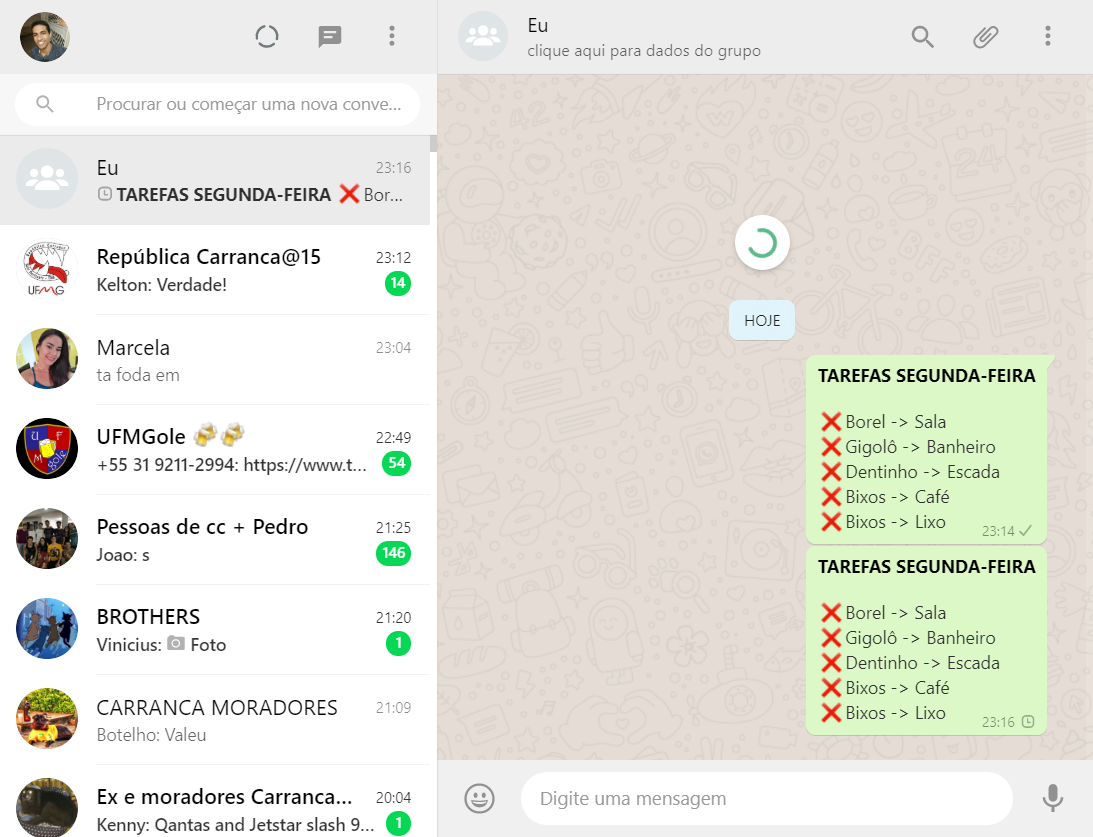 Procurar ou começar uma nova conve...
Eu
23:16
TAREFAS SEGUNDA-FEIRA ❌ Bor...
República Carranca@15
23:12
Kelton: Verdade!
14
UFMG
Marcela
23:04
ta foda em
UFMGole 🍻🍻
22:49
+55 31 9211-2994: https://www.t...
54
U F
M gole
Pessoas de cc + Pedro
21:25
Joao: s
146
BROTHERS
21:20
Vinicius: 📷 Foto
1
CARRANCA MORADORES
21:09
Botelho: Valeu
Ex e moradores Carranca...
20:04
Kenny: Qantas and Jetstar slash 9...
1
Eu
clique aqui para dados do grupo
HOJE
TAREFAS SEGUNDA-FEIRA
❌ Borel -> Sala
❌ Gigolô -> Banheiro
❌ Dentinho -> Escada
❌ Bixos -> Café
❌ Bixos -> Lixo
23:14
TAREFAS SEGUNDA-FEIRA
❌ Borel -> Sala
❌ Gigolô -> Banheiro
❌ Dentinho -> Escada
❌ Bixos -> Café
❌ Bixos -> Lixo
23:16
Digite uma mensagem